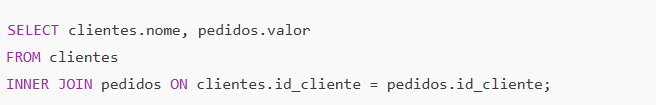 SELECT clientes.nome, pedidos.valor
FROM clientes
INNER JOIN pedidos ON clientes.id_cliente = pedidos.id_cliente;